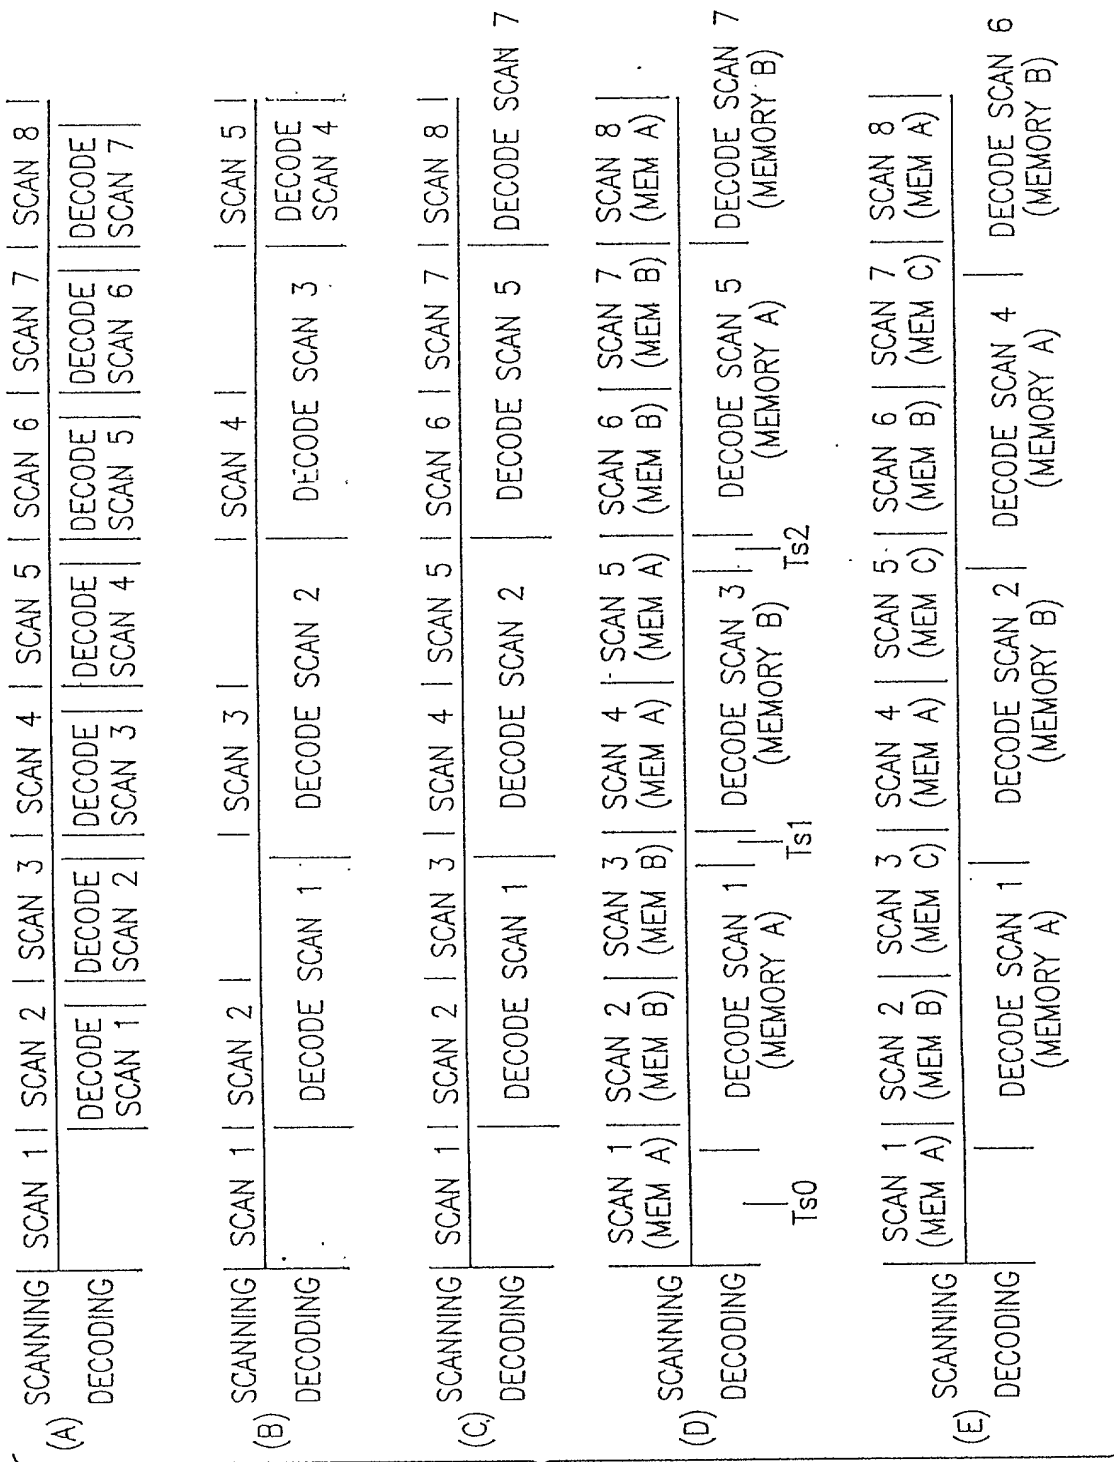 (A) SCANNING | SCAN 1 | SCAN 2 | SCAN 3 | SCAN 4 | SCAN 5 | SCAN 6 | SCAN 7 | SCAN 8 |
DECODING | DECODE | DECODE | DECODE | DECODE | DECODE | DECODE | DECODE |
SCAN 1 | SCAN 2 | SCAN 3 | SCAN 4 | SCAN 5 | SCAN 6 | SCAN 7 |
(B) SCANNING | SCAN 1 | SCAN 2 | | SCAN 3 | | SCAN 4 | | SCAN 5 |
DECODING | DECODE SCAN 1 | DECODE SCAN 2 | DECODE SCAN 3 | DECODE
SCAN 4
(C) SCANNING | SCAN 1 | SCAN 2 | SCAN 3 | SCAN 4 | SCAN 5 | SCAN 6 | SCAN 7 | SCAN 8 |
DECODING | DECODE SCAN 1 | DECODE SCAN 2 | DECODE SCAN 5 | DECODE SCAN 7
(D) SCANNING | SCAN 1 | SCAN 2 | SCAN 3 | SCAN 4 | SCAN 5 | SCAN 6 | SCAN 7 | SCAN 8 |
(MEM A) | (MEM B) | (MEM B) | (MEM A) | (MEM A) | (MEM B) | (MEM B) | (MEM A) |
DECODING | DECODE SCAN 1 | DECODE SCAN 3 | DECODE SCAN 5 | DECODE SCAN 7
(MEMORY A) (MEMORY B) (MEMORY A) (MEMORY B)
Ts0 Ts1 Ts2
(E) SCANNING | SCAN 1 | SCAN 2 | SCAN 3 | SCAN 4 | SCAN 5 | SCAN 6 | SCAN 7 | SCAN 8 |
(MEM A) | (MEM B) | (MEM C) | (MEM A) | (MEM C) | (MEM B) | (MEM C) | (MEM A) |
DECODING | DECODE SCAN 1 | DECODE SCAN 2 | DECODE SCAN 4 | DECODE SCAN 6
(MEMORY A) (MEMORY B) (MEMORY A) (MEMORY B)